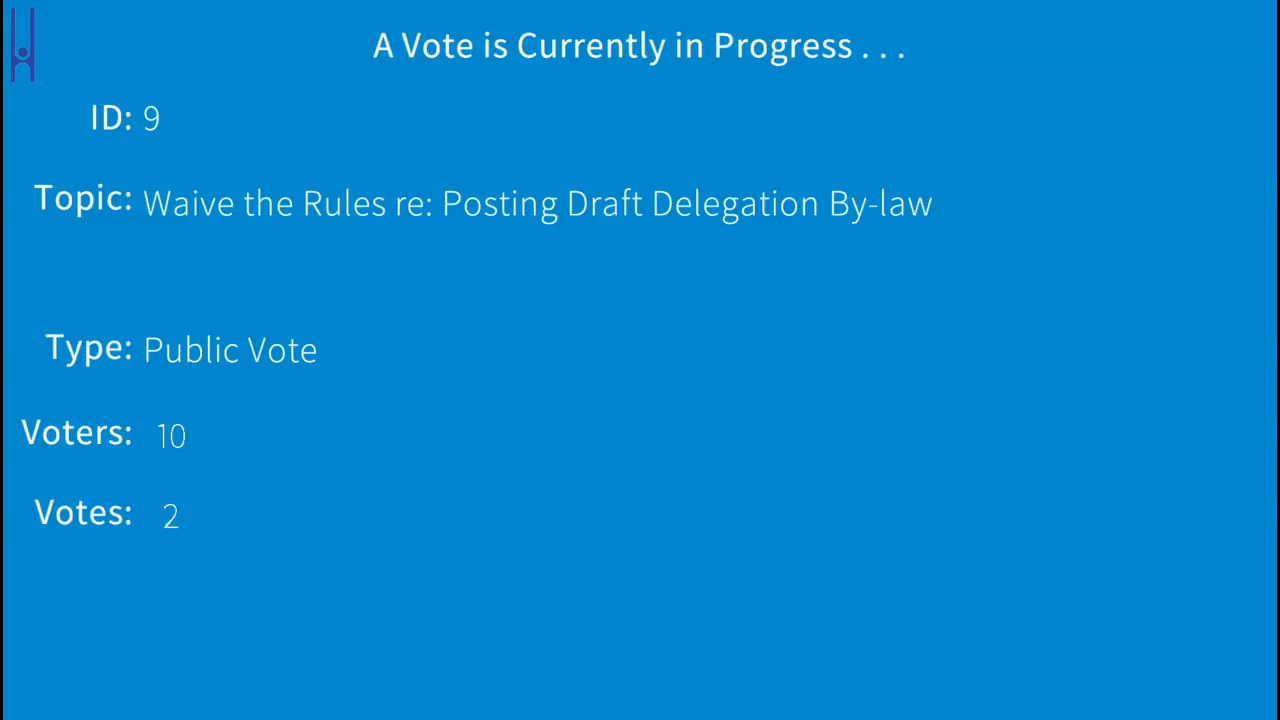 A Vote is Currently in Progress . . .
ID: 9
Topic: Waive the Rules re: Posting Draft Delegation By-law
Type: Public Vote
Voters: 10
Votes: 2